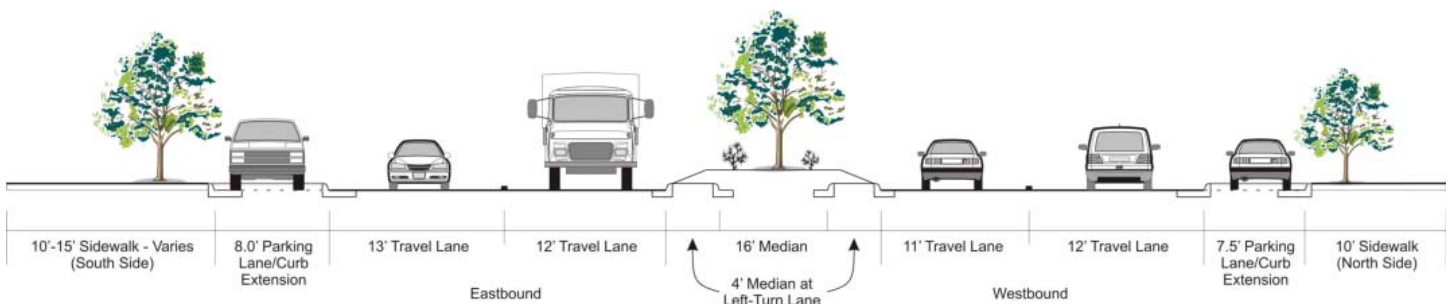 10'-15' Sidewalk - Varies
(South Side)
8.0' Parking
Lane/Curb
Extension
13' Travel Lane
12' Travel Lane
16' Median
11' Travel Lane
12' Travel Lane
7.5' Parking
Lane/Curb
Extension
10' Sidewalk
(North Side)
Eastbound
4' Median at
Left-Turn Lane
Westbound